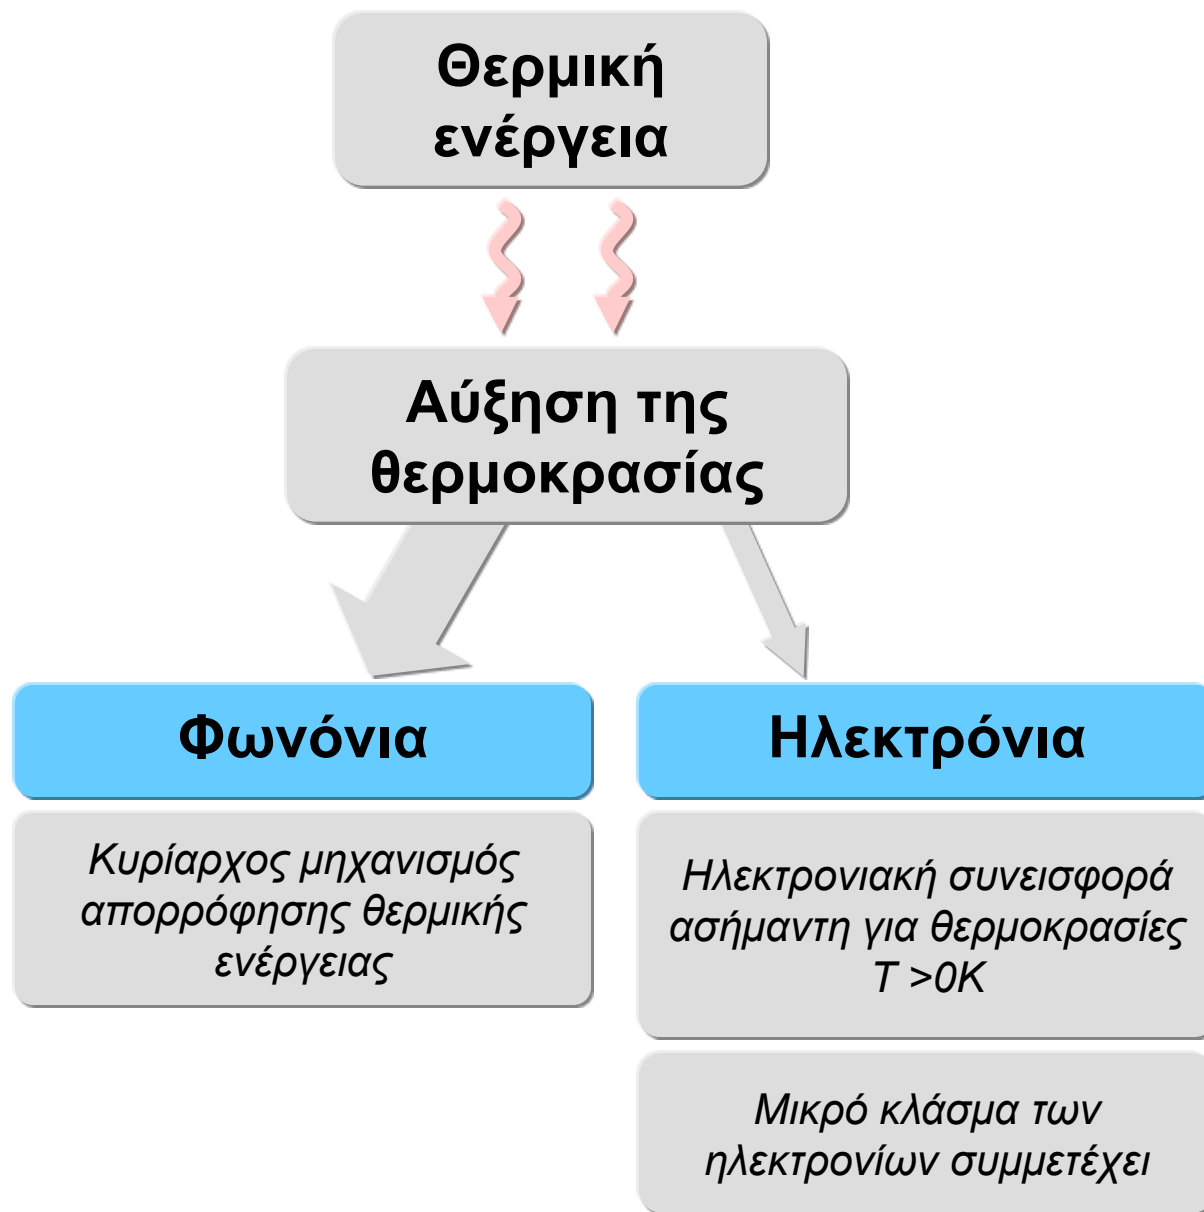 Θερμική
ενέργεια
Αύξηση της
θερμοκρασίας
Φωνόνια
Ηλεκτρόνια
Κυρίαρχος μηχανισμός
απορρόφησης θερμικής
ενέργειας
Ηλεκτρονιακή συνεισφορά
ασήμαντη για θερμοκρασίες
T >0K
Μικρό κλάσμα των
ηλεκτρονίων συμμετέχει